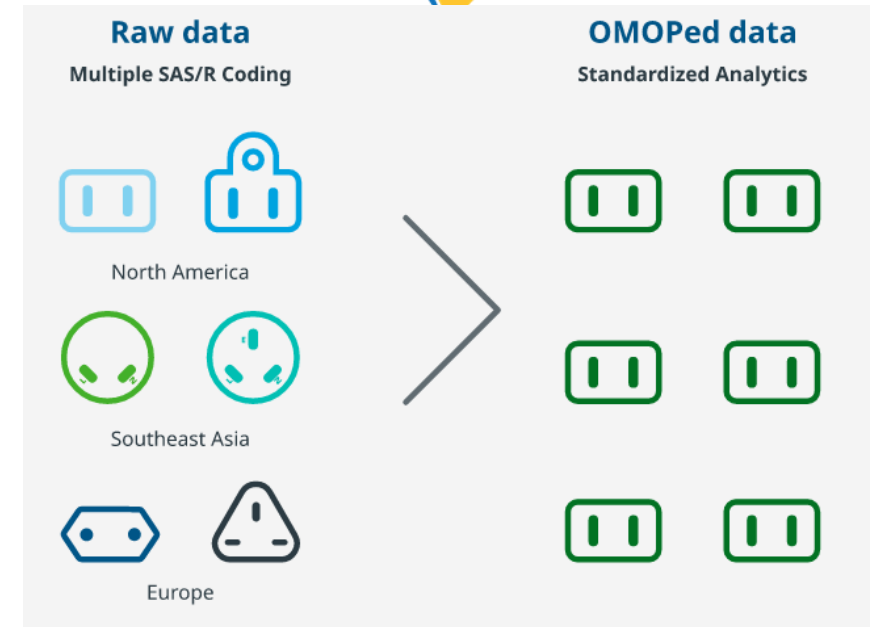 Raw data
Multiple SAS/R Coding
OMOPed data
Standardized Analytics
North America
Southeast Asia
Europe